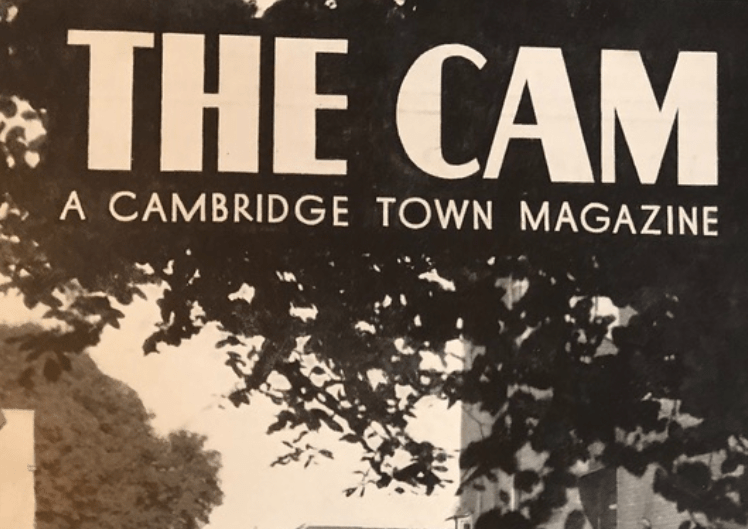 THE CAM
A CAMBRIDGE TOWN MAGAZINE